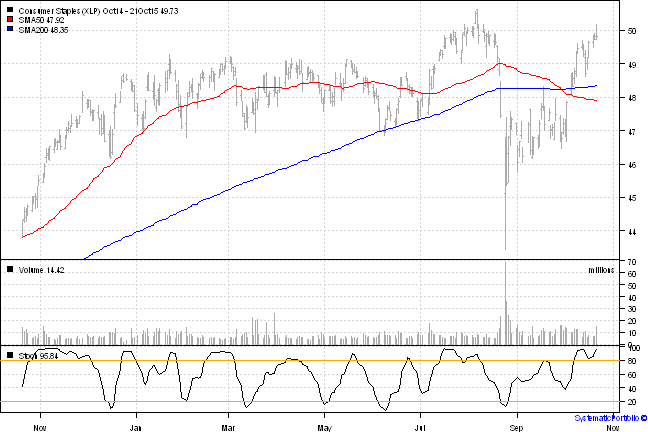 Consumer Staples (XLP) Oct14 - 21Oct15 49.73
SMA50 47.92
SMA200 48.35
50
49
48
47
46
45
44
Volume 14.42
millions
70
60
50
40
30
20
10
Stoch 95.84
100
80
60
40
20
Nov Jan Mar May Jul Sep Nov
SystematicPortfolio ©